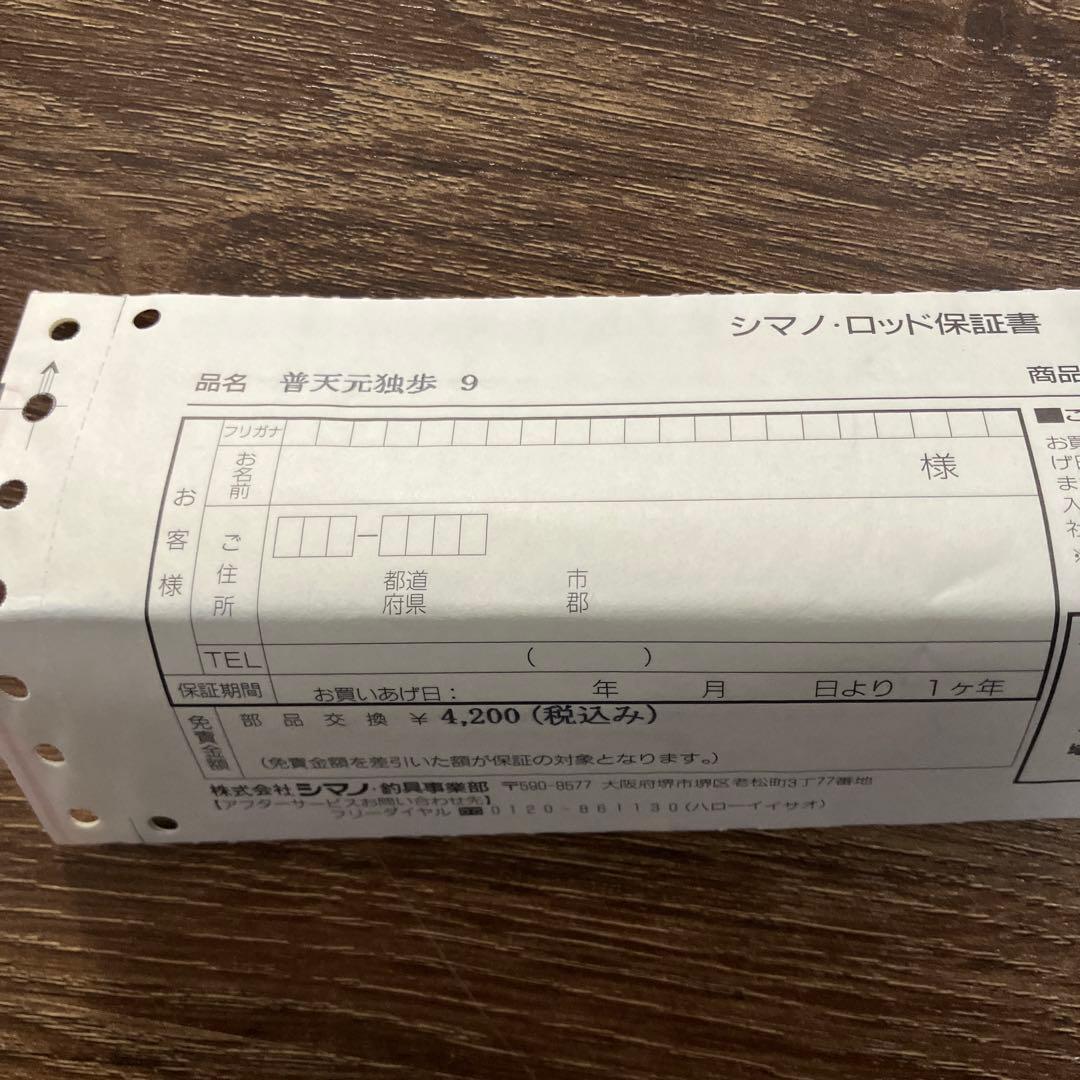 シマノ・ロッド保証書
品名 普天元独歩 9
商品
フリガナ
お名前
様
お客様
ご住所
都道府県
市郡
TEL ( )
保証期間 お買いあげ日: 年 月 日より 1ヶ年
免責金額
部品交換 ¥ 4,200(税込み)
(免責金額を差引いた額が保証の対象となります。)
株式会社シマノ・釣具事業部 〒590-8577 大阪府堺市堺区老松町3丁77番地
【アフターサービスお問い合わせ先】
フリーダイヤル 0120-861130(ハローイイサオ)
■ご
お買
げ
ま
入
社